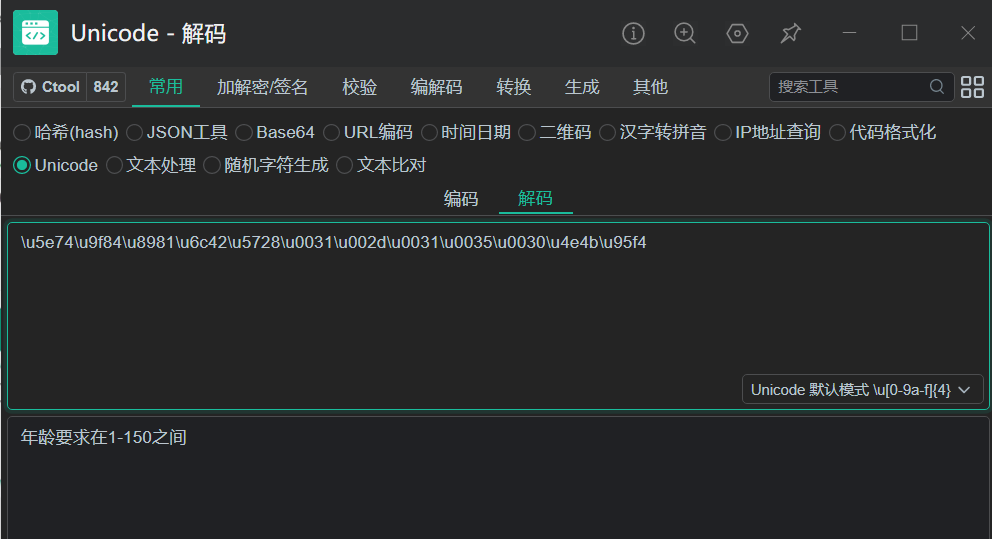 Unicode - 解码
Ctool 842 常用 加解密/签名 校验 编解码 转换 生成 其他 搜索工具
哈希(hash) JSON工具 Base64 URL编码 时间日期 二维码 汉字转拼音 IP地址查询 代码格式化
Unicode 文本处理 随机字符生成 文本比对
编码 解码
\u5e74\u9f84\u8981\u6c42\u5728\u0031\u002d\u0031\u0035\u0030\u4e4b\u95f4
Unicode 默认模式 \u[0-9a-f]{4}
年龄要求在1-150之间